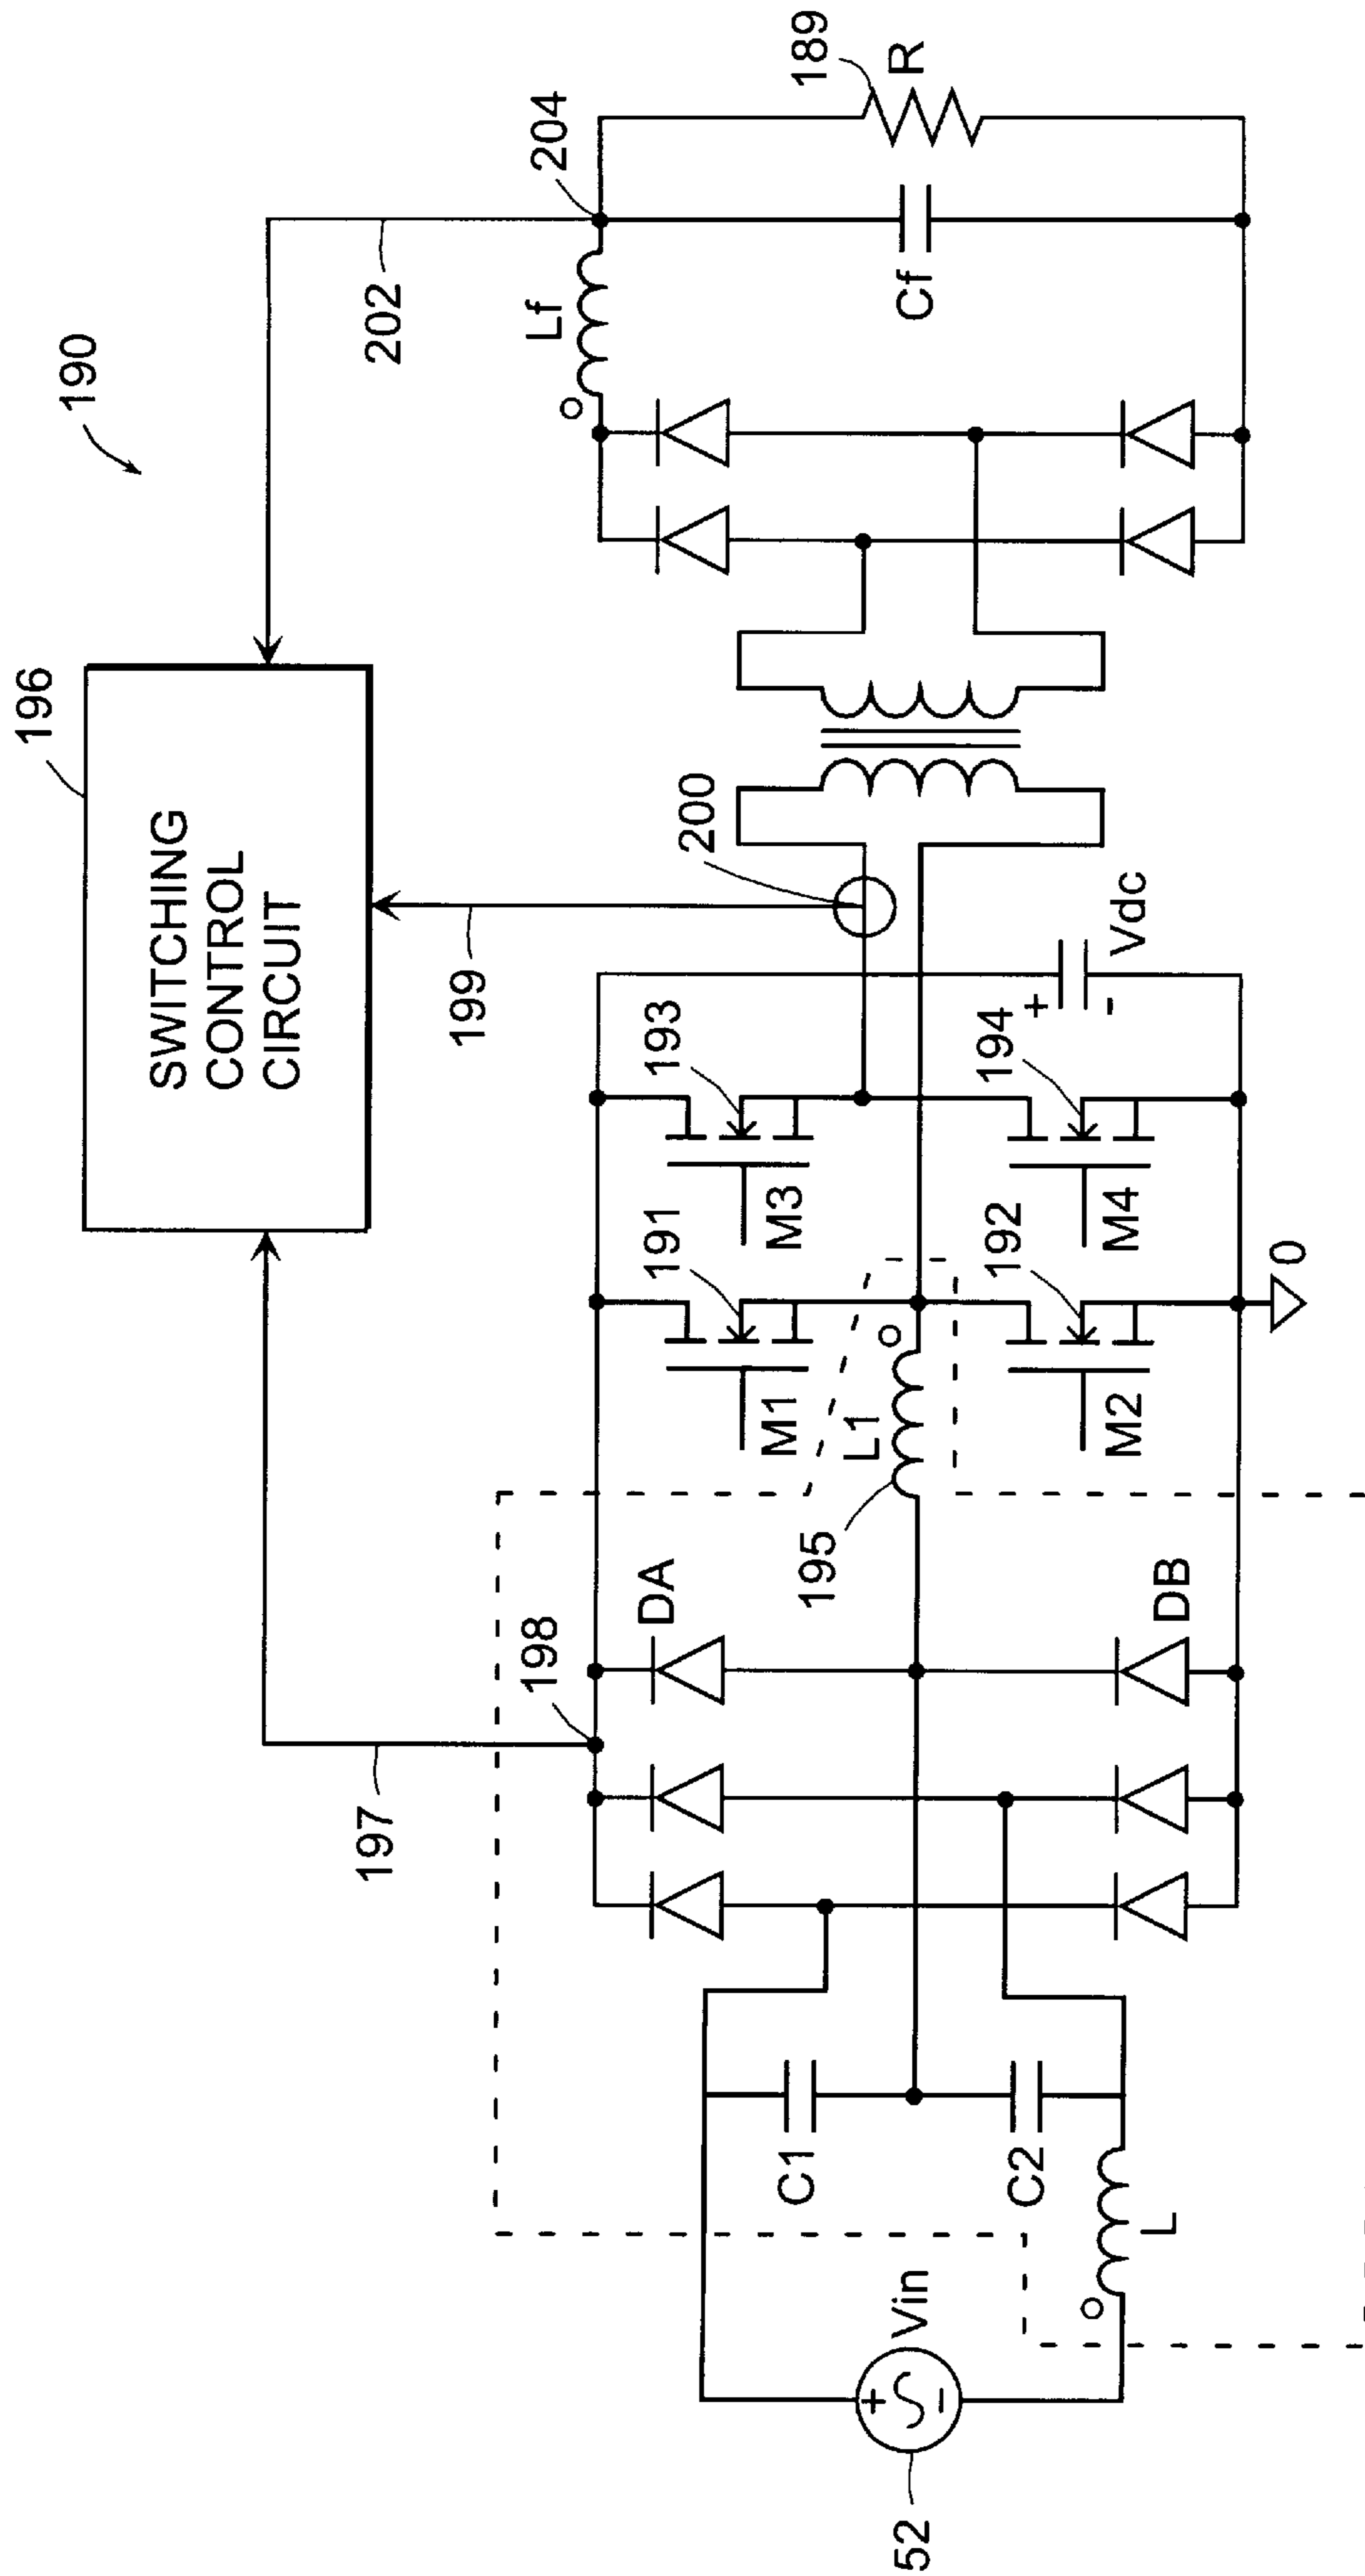 190
196
SWITCHING
CONTROL
CIRCUIT
197
199
202
198
200
204
DA
DB
195
L1
M1
191
M3
193
M2
192
M4
194
0
+
-
Vdc
Lf
Cf
189
R
C1
C2
L
Vin
+
-
52